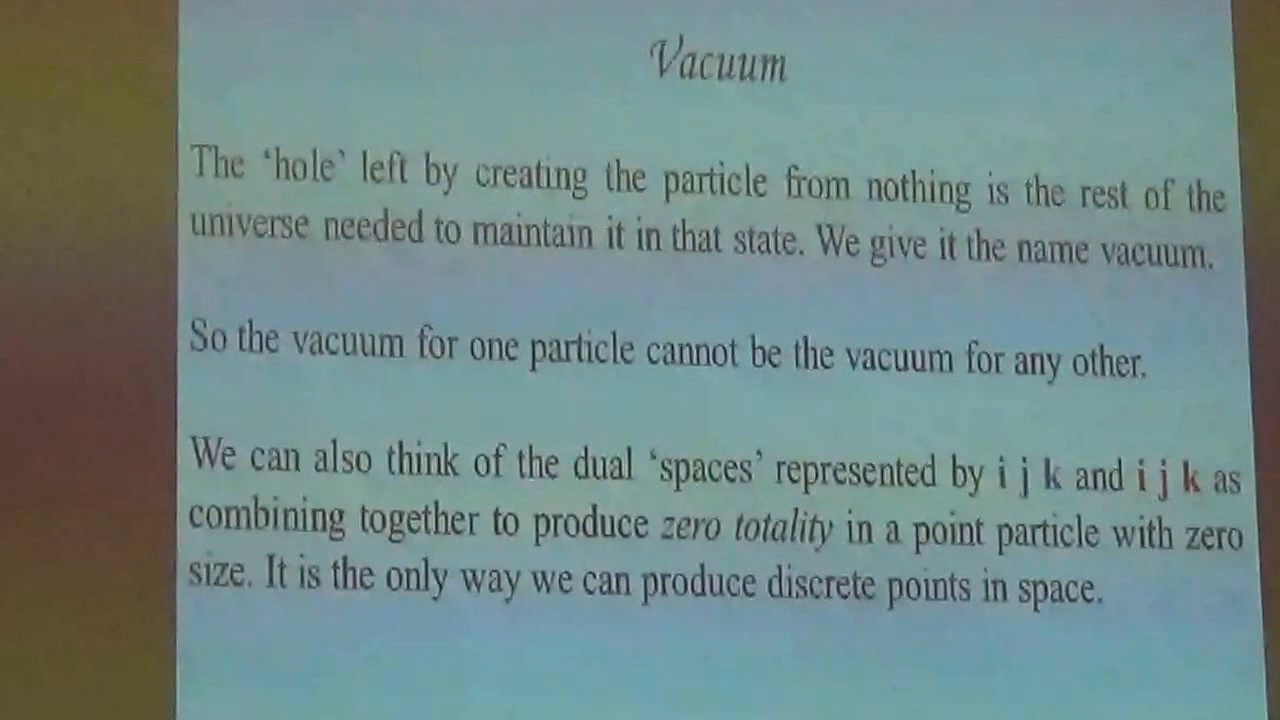 Vacuum
The ‘hole’ left by creating the particle from nothing is the rest of the
universe needed to maintain it in that state. We give it the name vacuum.
So the vacuum for one particle cannot be the vacuum for any other.
We can also think of the dual ‘spaces’ represented by i j k and i j k as
combining together to produce zero totality in a point particle with zero
size. It is the only way we can produce discrete points in space.